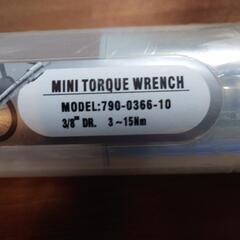 MINI TORQUE WRENCH
MODEL:790-0366-10
3/8" DR. 3~15Nm